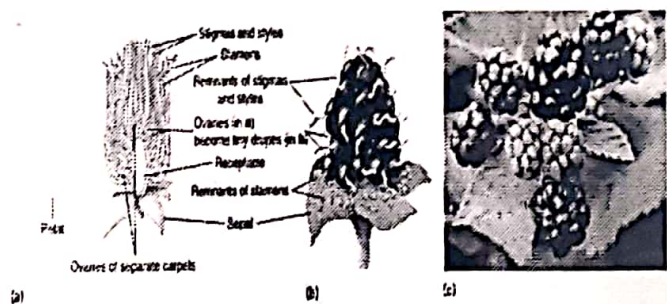 Stigmas and styles
Stamens
Remnants of stigmas
and styles
Ovaries (in a)
become tiny drupes (in b)
Receptacle
Remnants of stamens
Sepal
Petal
Ovaries of separate carpels
(a)
(b)
(c)